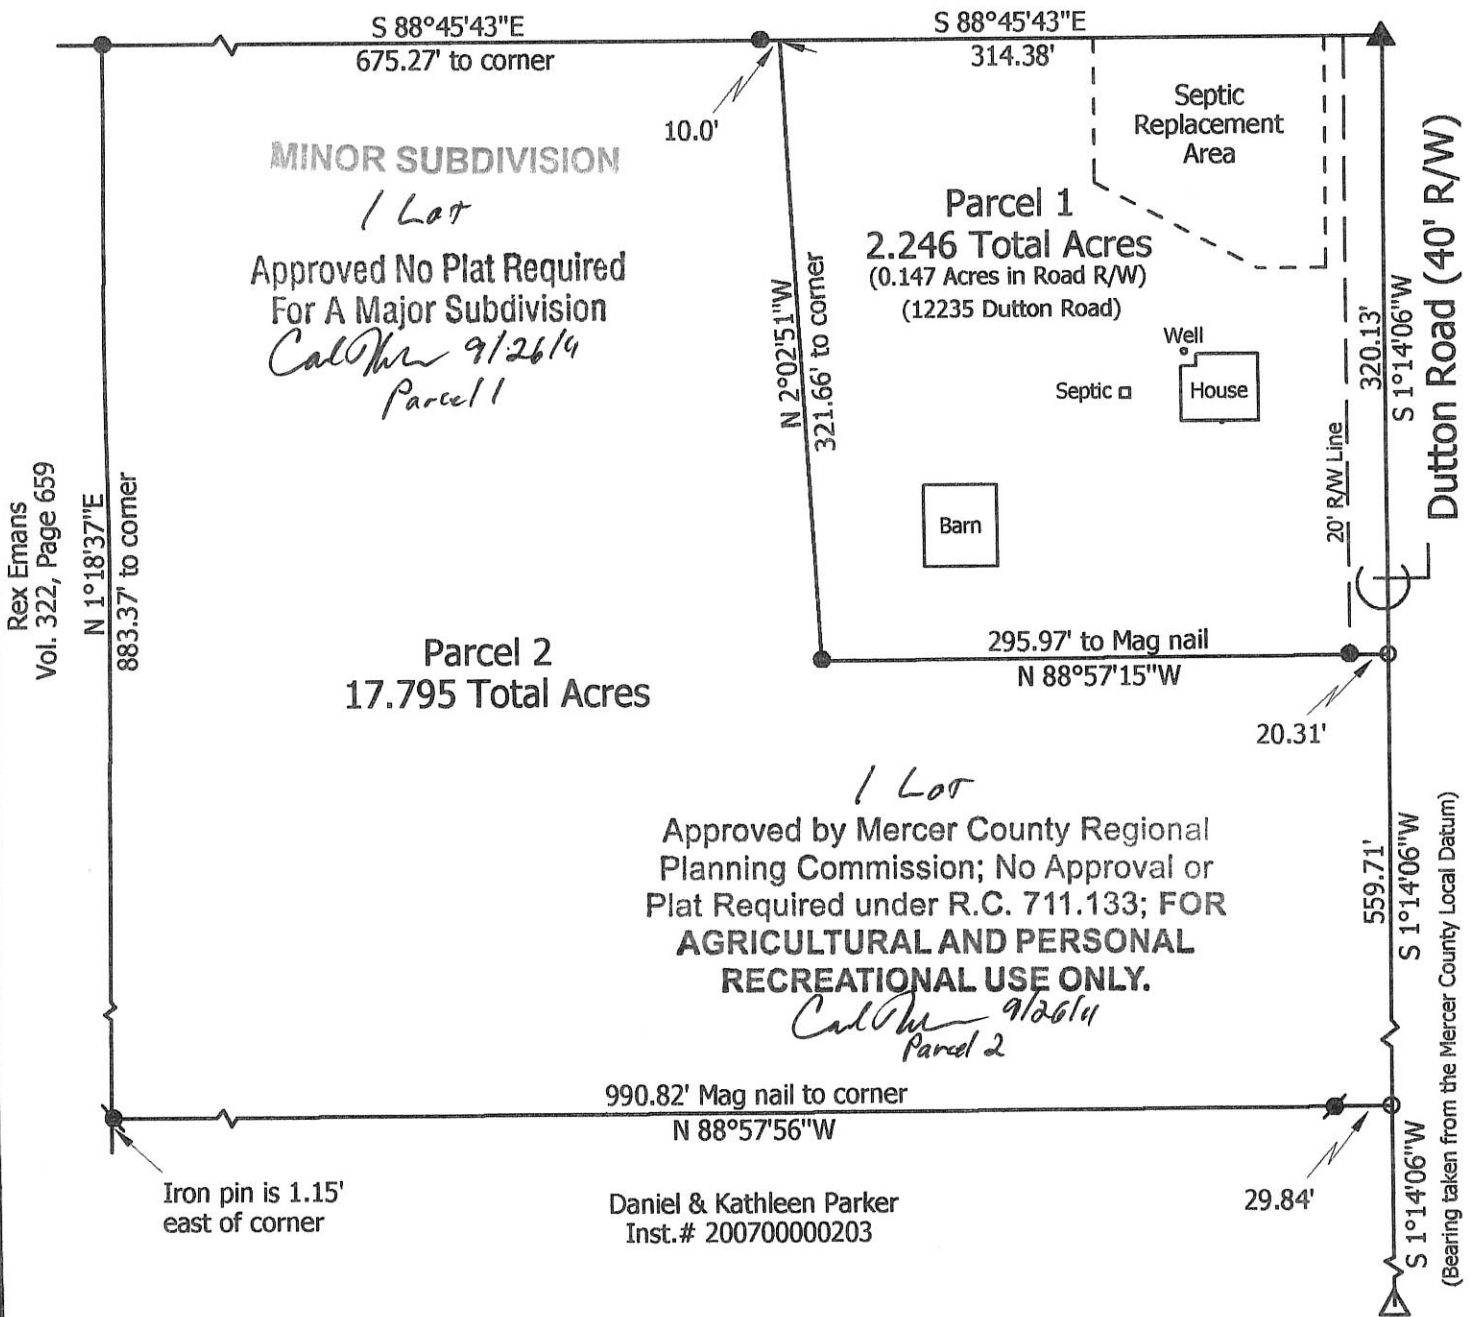 S 88°45'43"E
675.27' to corner
S 88°45'43"E
314.38'
10.0'
MINOR SUBDIVISION
1 Lot
Approved No Plat Required
For A Major Subdivision
9/26/11
Parcel 1
Septic
Replacement
Area
Parcel 1
2.246 Total Acres
(0.147 Acres in Road R/W)
(12235 Dutton Road)
N 2°02'51"W
321.66' to corner
Well
Septic
House
Barn
20' R/W Line
320.13'
S 1°14'06"W
Dutton Road (40' R/W)
Rex Emans
Vol. 322, Page 659
N 1°18'37"E
883.37' to corner
Parcel 2
17.795 Total Acres
295.97' to Mag nail
N 88°57'15"W
20.31'
1 Lot
Approved by Mercer County Regional
Planning Commission; No Approval or
Plat Required under R.C. 711.133; FOR
AGRICULTURAL AND PERSONAL
RECREATIONAL USE ONLY.
9/26/11
Parcel 2
559.71'
S 1°14'06"W
990.82' Mag nail to corner
N 88°57'56"W
Iron pin is 1.15'
east of corner
Daniel & Kathleen Parker
Inst.# 200700000203
29.84'
S 1°14'06"W
(Bearing taken from the Mercer County Local Datum)